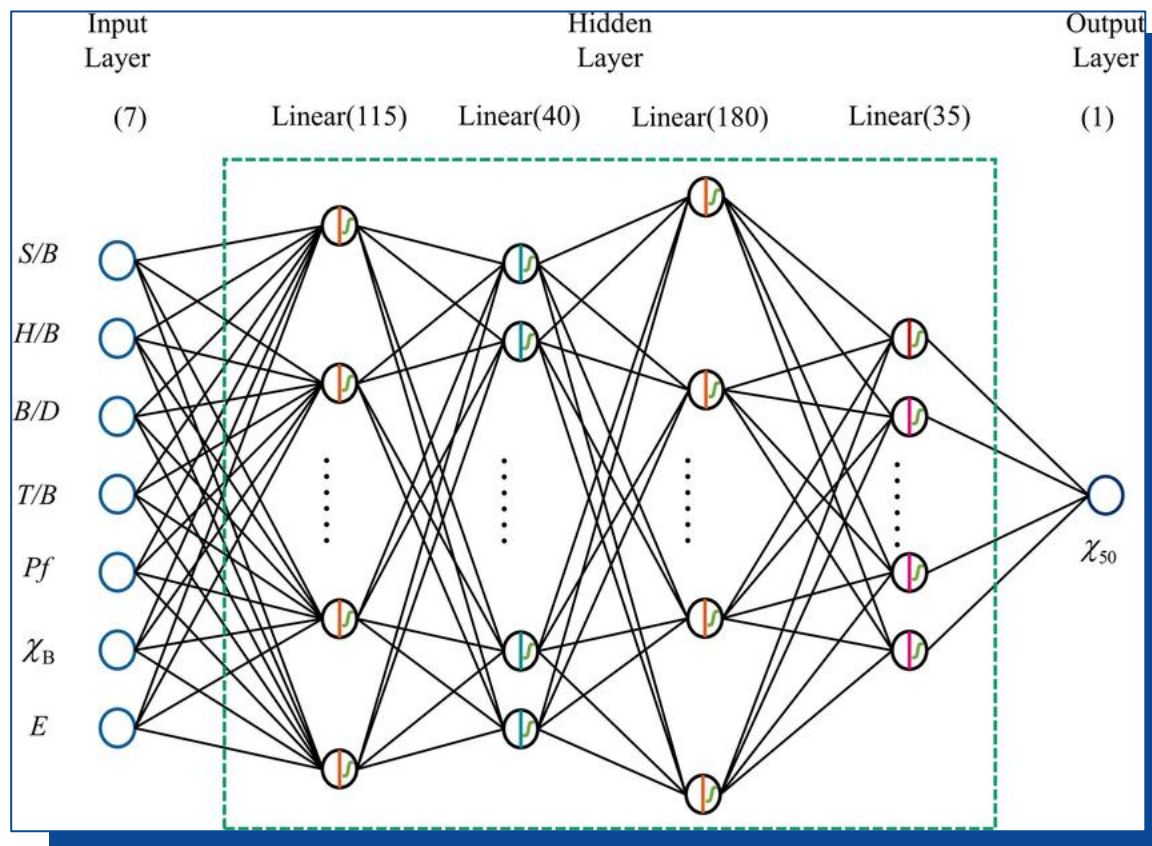 Input
Layer
Hidden
Layer
Output
Layer
(7)
Linear(115)
Linear(40)
Linear(180)
Linear(35)
(1)
S/B
H/B
B/D
T/B
Pf
χB
E
χ50